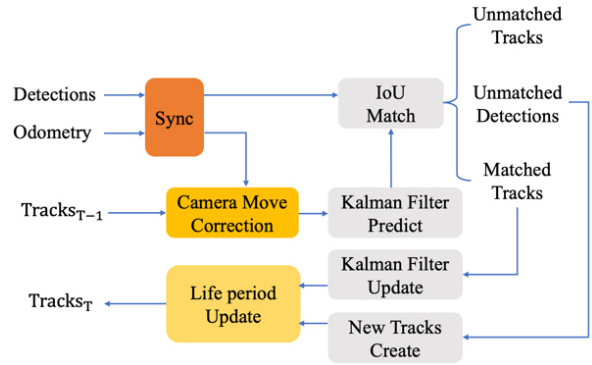 Unmatched
Tracks
Detections
Odometry
Sync
IoU
Match
Unmatched
Detections
Matched
Tracks
Tracks_{T−1}
Camera Move
Correction
Kalman Filter
Predict
Kalman Filter
Update
Tracks_T
Life period
Update
New Tracks
Create